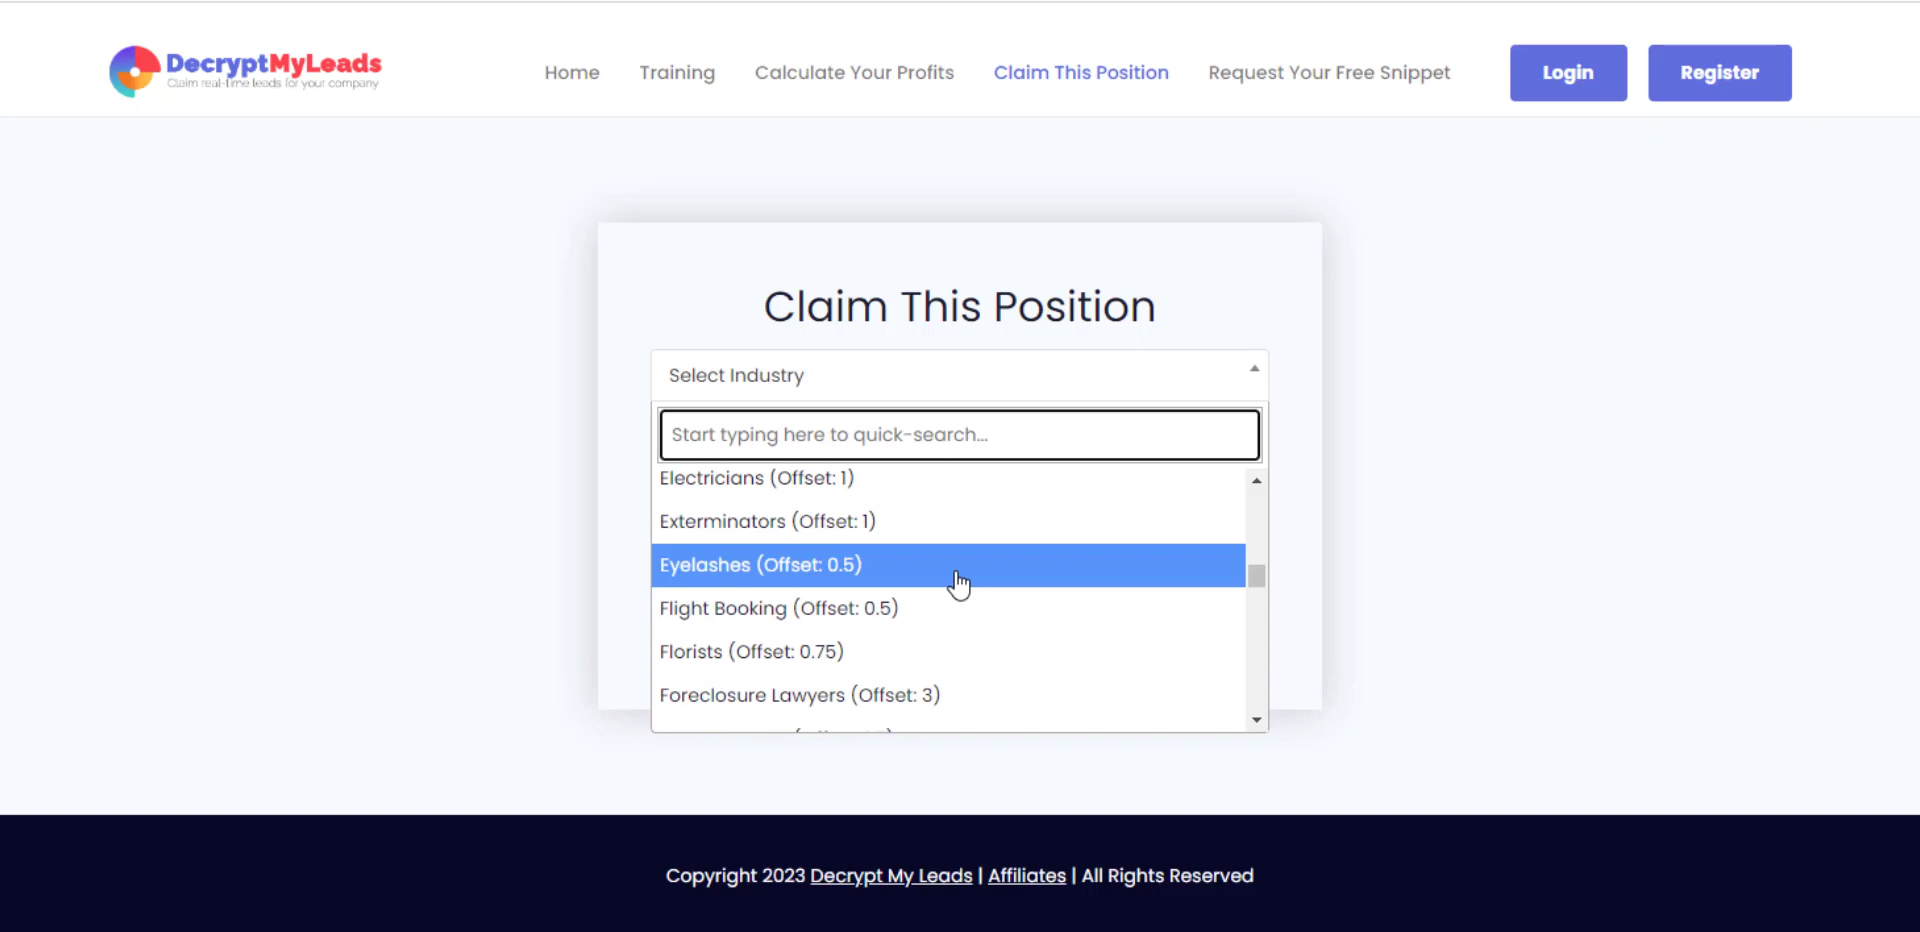 DecryptMyLeads
Claim real-time leads for your company
Home
Training
Calculate Your Profits
Claim This Position
Request Your Free Snippet
Login
Register
Claim This Position
Select Industry
Start typing here to quick-search...
Electricians (Offset: 1)
Exterminators (Offset: 1)
Eyelashes (Offset: 0.5)
Flight Booking (Offset: 0.5)
Florists (Offset: 0.75)
Foreclosure Lawyers (Offset: 3)
Copyright 2023 Decrypt My Leads | Affiliates | All Rights Reserved